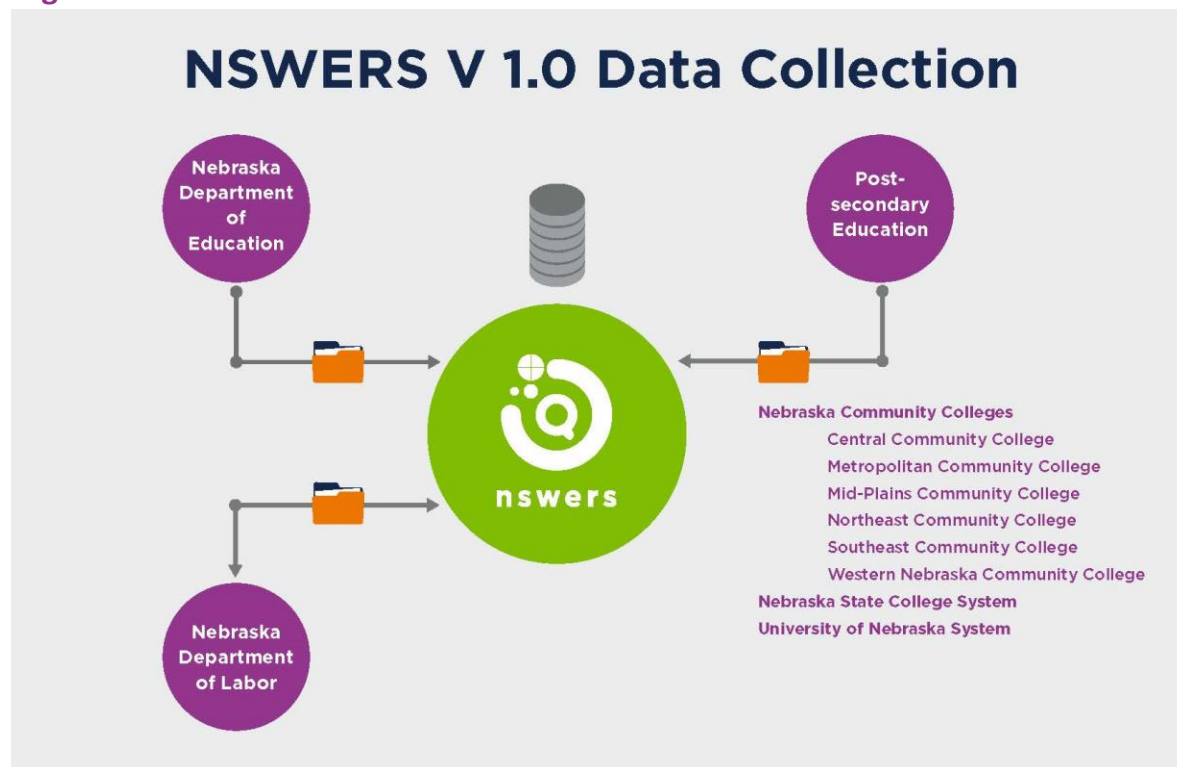 NSWERS V 1.0 Data Collection
Nebraska
Department
of
Education
Post-
secondary
Education
nswers
Nebraska Community Colleges
Central Community College
Metropolitan Community College
Mid-Plains Community College
Northeast Community College
Southeast Community College
Western Nebraska Community College
Nebraska State College System
University of Nebraska System
Nebraska
Department
of Labor